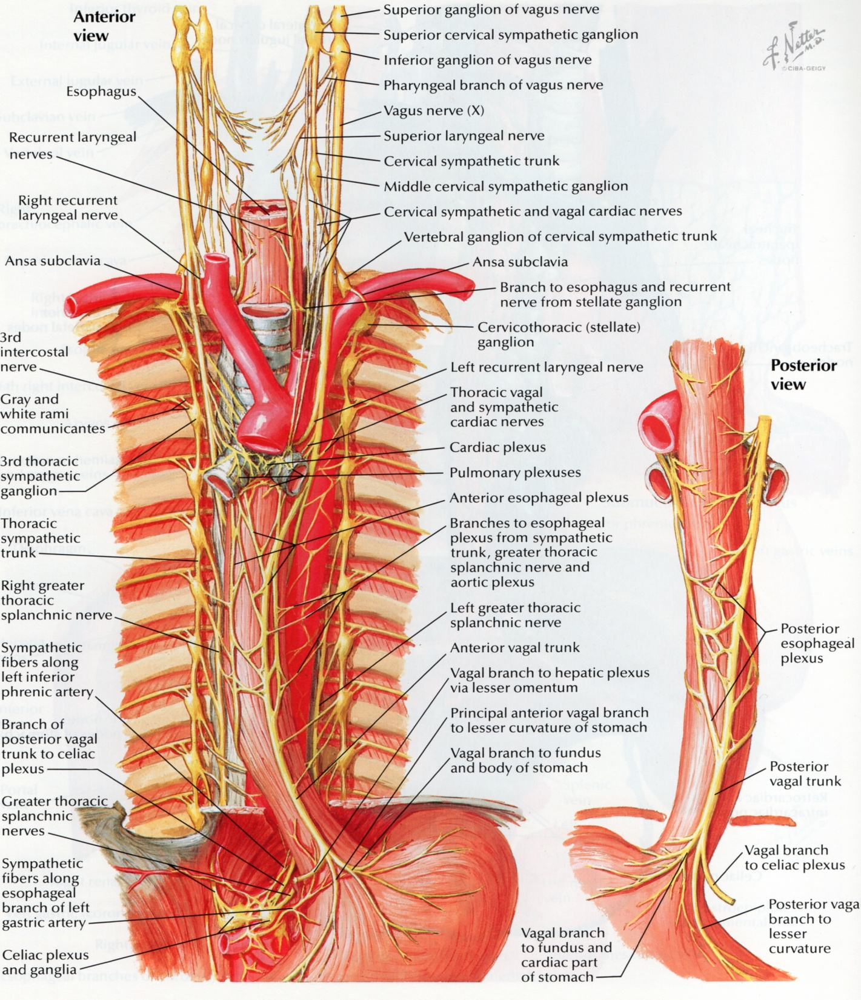 Anterior
view
Esophagus
Recurrent laryngeal
nerves
Right recurrent
laryngeal nerve
Ansa subclavia
3rd
intercostal
nerve
Gray and
white rami
communicantes
3rd thoracic
sympathetic
ganglion
Thoracic
sympathetic
trunk
Right greater
thoracic
splanchnic nerve
Sympathetic
fibers along
left inferior
phrenic artery
Branch of
posterior vagal
trunk to celiac
plexus
Greater thoracic
splanchnic
nerves
Sympathetic
fibers along
esophageal
branch of left
gastric artery
Celiac plexus
and ganglia
Superior ganglion of vagus nerve
Superior cervical sympathetic ganglion
Inferior ganglion of vagus nerve
Pharyngeal branch of vagus nerve
Vagus nerve (X)
Superior laryngeal nerve
Cervical sympathetic trunk
Middle cervical sympathetic ganglion
Cervical sympathetic and vagal cardiac nerves
Vertebral ganglion of cervical sympathetic trunk
Ansa subclavia
Branch to esophagus and recurrent
nerve from stellate ganglion
Cervicothoracic (stellate)
ganglion
Left recurrent laryngeal nerve
Thoracic vagal
and sympathetic
cardiac nerves
Cardiac plexus
Pulmonary plexuses
Anterior esophageal plexus
Branches to esophageal
plexus from sympathetic
trunk, greater thoracic
splanchnic nerve and
aortic plexus
Left greater thoracic
splanchnic nerve
Anterior vagal trunk
Vagal branch to hepatic plexus
via lesser omentum
Principal anterior vagal branch
to lesser curvature of stomach
Vagal branch to fundus
and body of stomach
F. Netter
M.D.
©CIBA-GEIGY
Posterior
view
Posterior
esophageal
plexus
Posterior
vagal trunk
Vagal branch
to celiac plexus
Posterior vaga
branch to
lesser
curvature
Vagal branch
to fundus and
cardiac part
of stomach